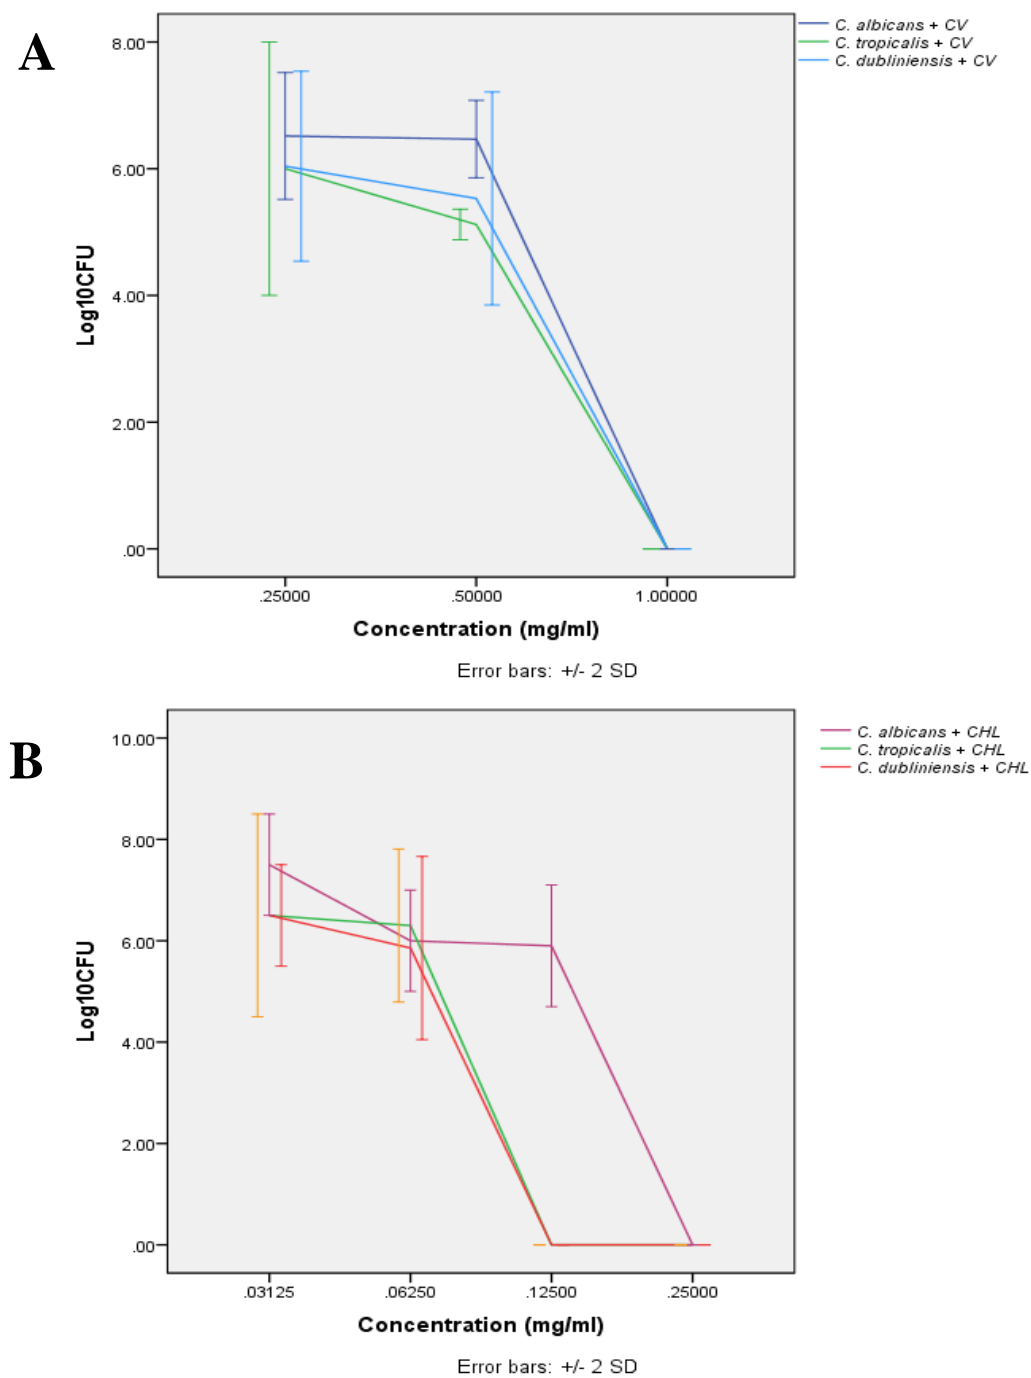 A
C. albicans + CV
C. tropicalis + CV
C. dubliniensis + CV
8.00
6.00
4.00
2.00
.00
Log10CFU
.25000 .50000 1.00000
Concentration (mg/ml)
Error bars: +/- 2 SD
B
C. albicans + CHL
C. tropicalis + CHL
C. dubliniensis + CHL
10.00
8.00
6.00
4.00
2.00
.00
Log10CFU
.03125 .06250 .12500 .25000
Concentration (mg/ml)
Error bars: +/- 2 SD